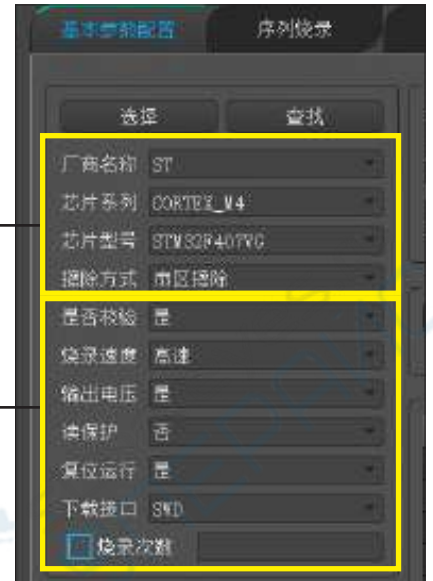 基本参数配置 序列烧录
选择 查找
厂商名称 ST
芯片系列 CORTEX_M4
芯片型号 STM32F407VG
擦除方式 扇区擦除
是否校验 是
烧录速度 高速
输出电压 是
读保护 否
复位运行 是
下载接口 SWD
烧录次数